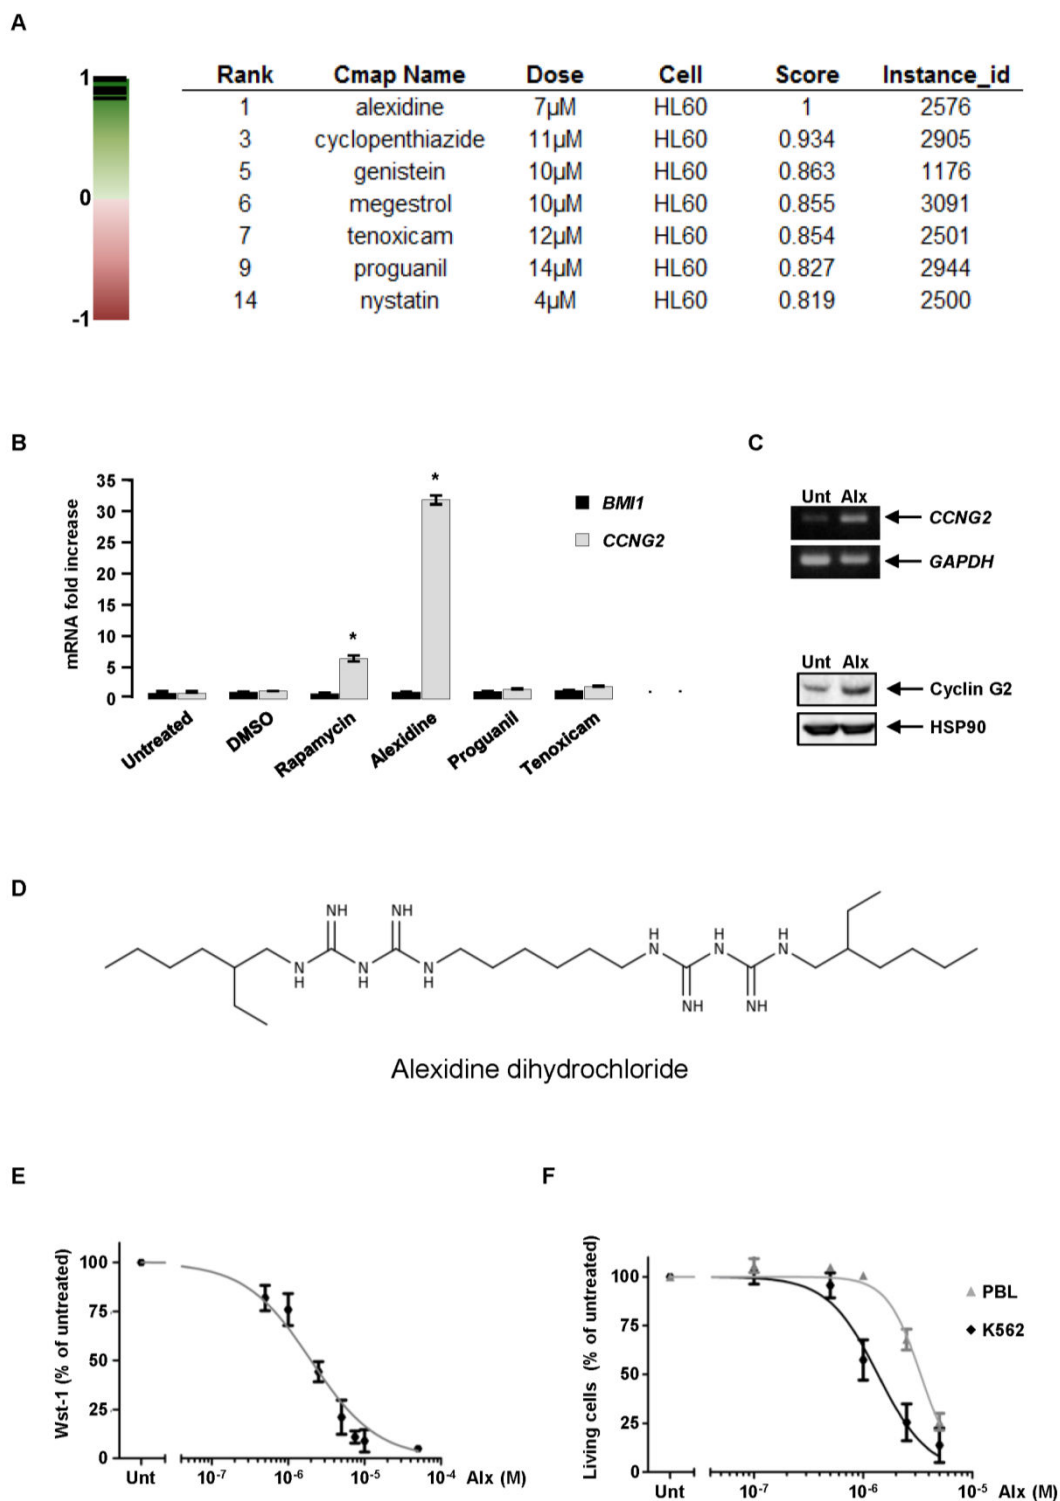 A
1
0
-1
Rank Cmap Name Dose Cell Score Instance_id
1 alexidine 7µM HL60 1 2576
3 cyclopenthiazide 11µM HL60 0.934 2905
5 genistein 10µM HL60 0.863 1176
6 megestrol 10µM HL60 0.855 3091
7 tenoxicam 12µM HL60 0.854 2501
9 proguanil 14µM HL60 0.827 2944
14 nystatin 4µM HL60 0.819 2500
B
mRNA fold increase
35
30
25
20
15
10
5
0
*
*
BMI1
CCNG2
Untreated
DMSO
Rapamycin
Alexidine
Proguanil
Tenoxicam
C
Unt Alx
CCNG2
GAPDH
Unt Alx
Cyclin G2
HSP90
D
NH NH
N H N H N H
H N H N H N
NH NH
Alexidine dihydrochloride
E
Wst-1 (% of untreated)
100
75
50
25
0
Unt 10-7 10-6 10-5 10-4 Alx (M)
F
Living cells (% of untreated)
100
75
50
25
0
PBL
K562
Unt 10-7 10-6 10-5 Alx (M)